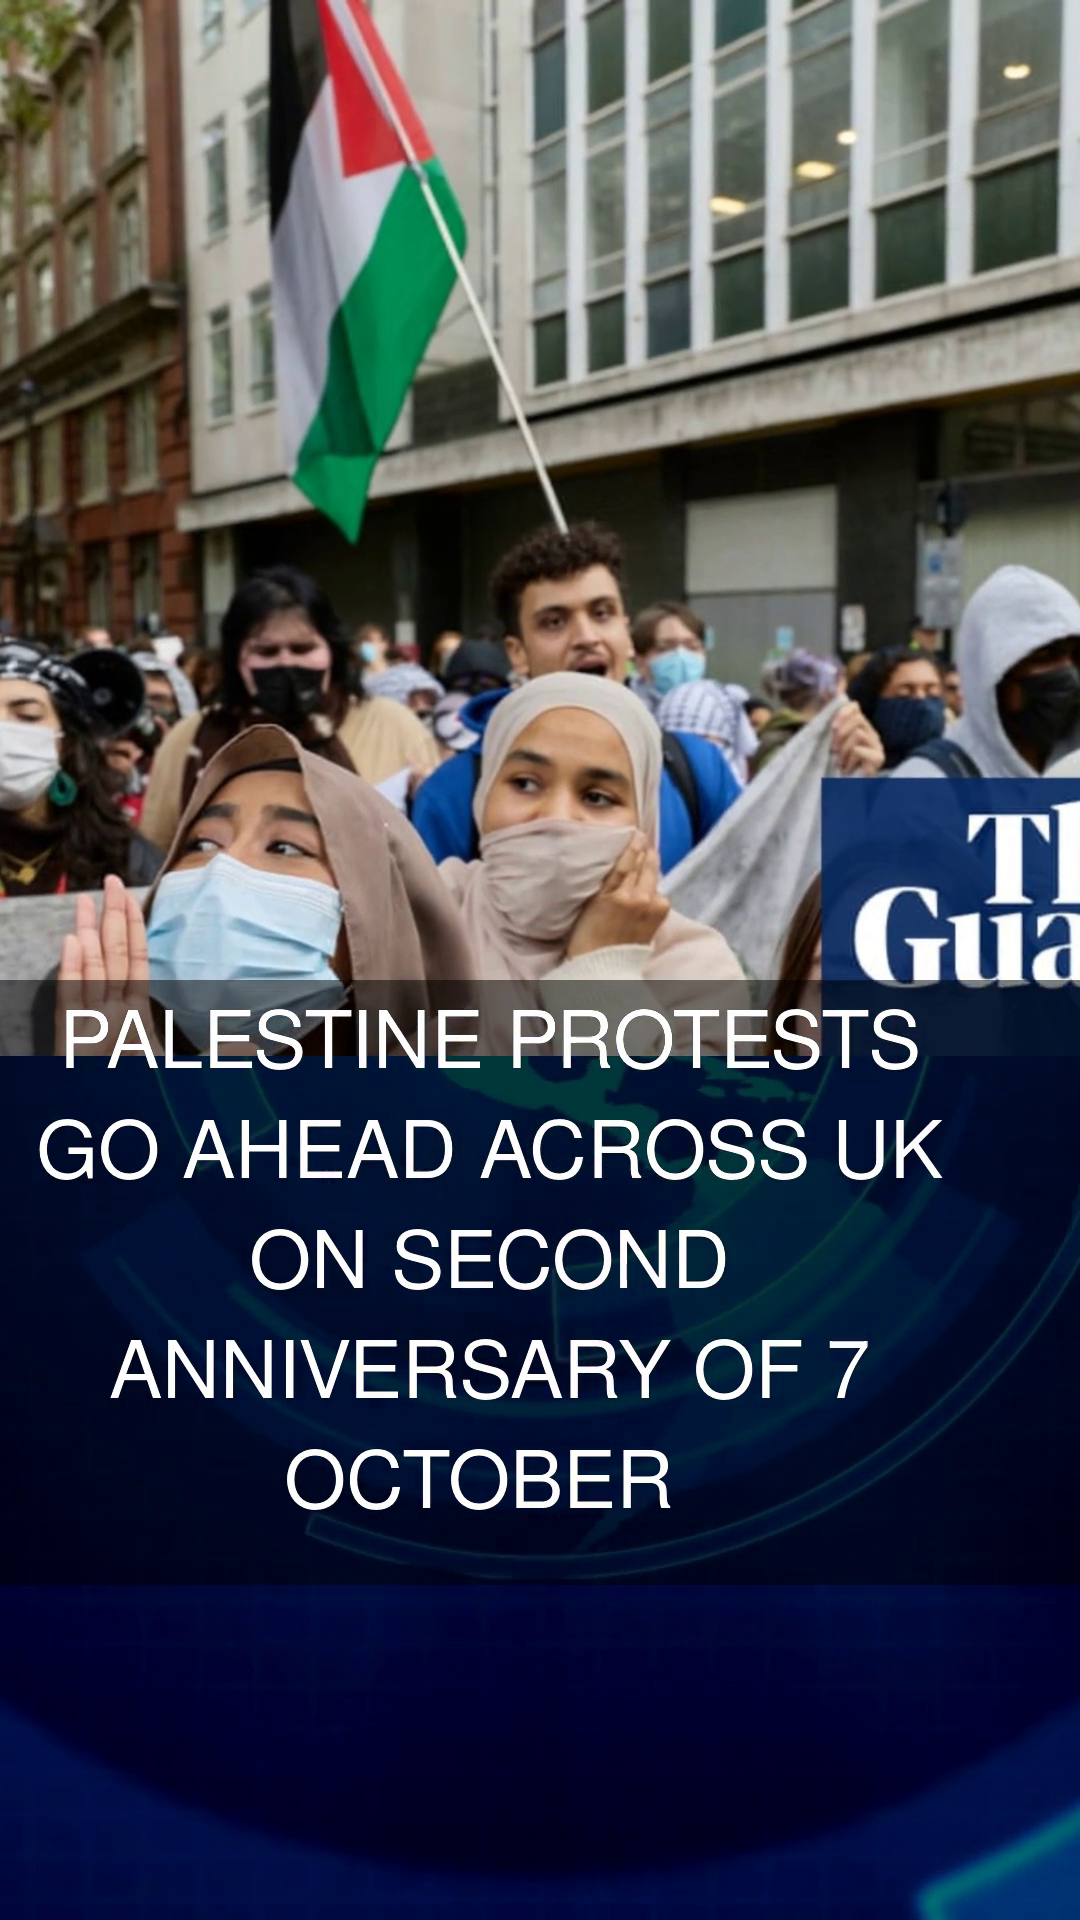 PALESTINE PROTESTS
GO AHEAD ACROSS UK
ON SECOND
ANNIVERSARY OF 7
OCTOBER